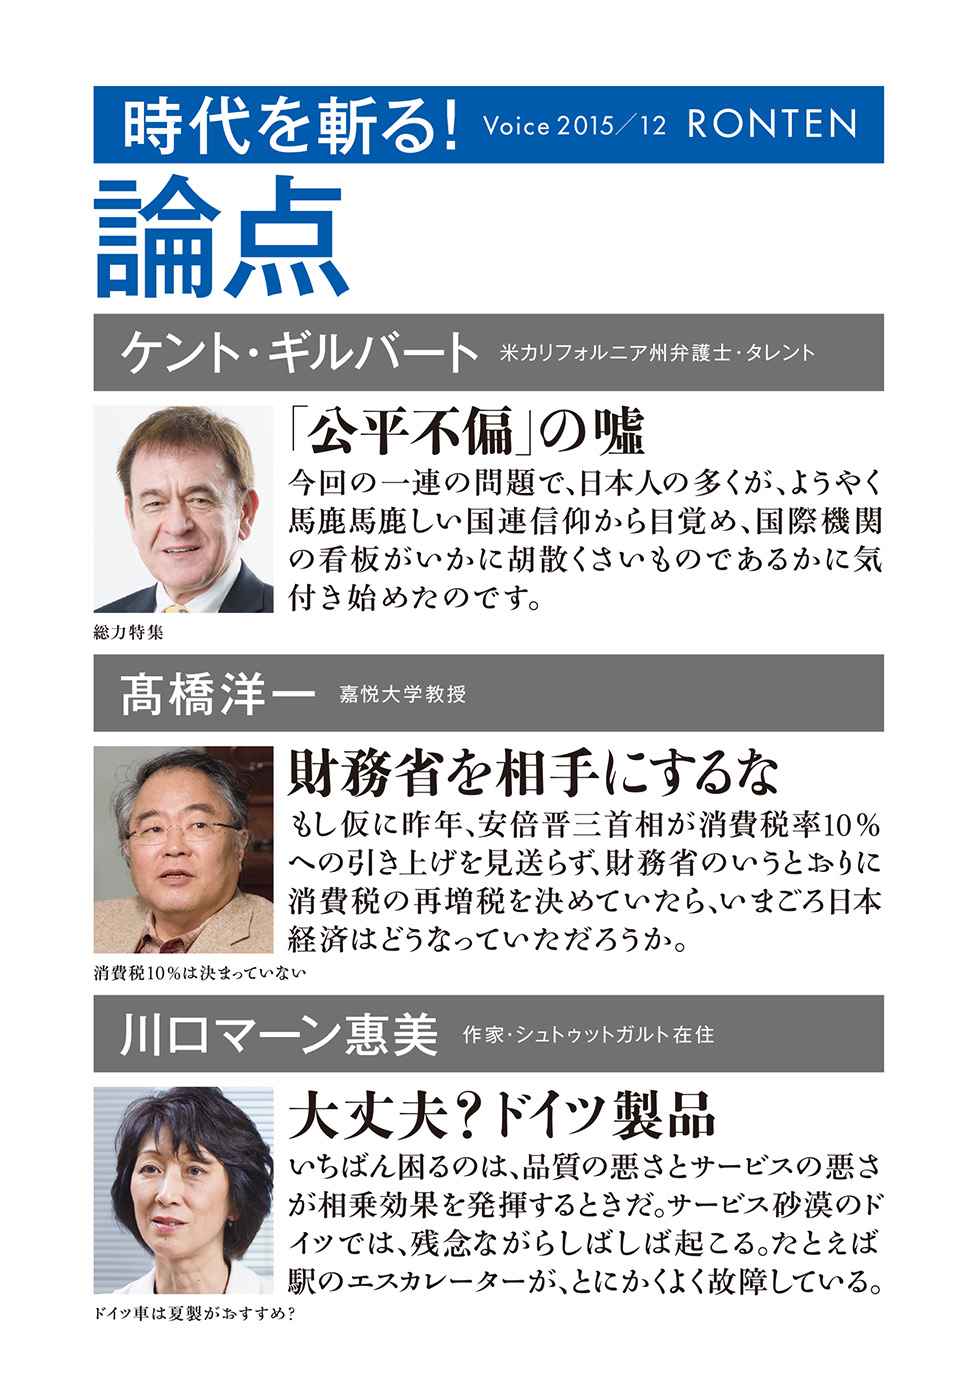 時代を斬る! Voice 2015／12 RONTEN
論点
ケント・ギルバート 米カリフォルニア州弁護士・タレント
「公平不偏」の嘘
今回の一連の問題で、日本人の多くが、ようやく
馬鹿馬鹿しい国連信仰から目覚め、国際機関
の看板がいかに胡散くさいものであるかに気
付き始めたのです。
総力特集
髙橋洋一 嘉悦大学教授
財務省を相手にするな
もし仮に昨年、安倍晋三首相が消費税率10％
への引き上げを見送らず、財務省のいうとおりに
消費税の再増税を決めていたら、いまごろ日本
経済はどうなっていただろうか。
消費税10％は決まっていない
川口マーン惠美 作家・シュトゥットガルト在住
大丈夫？ドイツ製品
いちばん困るのは、品質の悪さとサービスの悪さ
が相乗効果を発揮するときだ。サービス砂漠のド
イツでは、残念ながらしばしば起こる。たとえば
駅のエスカレーターが、とにかくよく故障している。
ドイツ車は夏製がおすすめ？